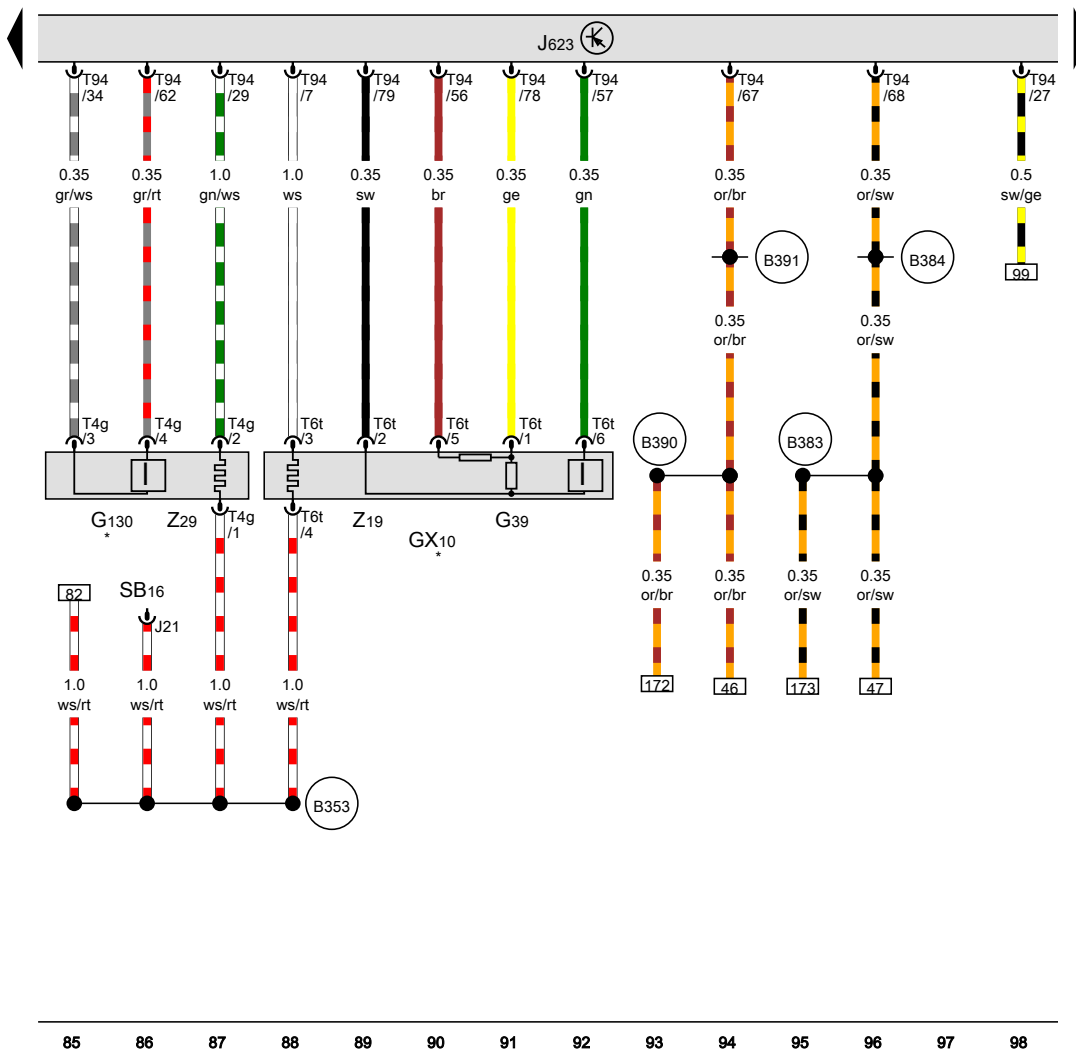 J623
T94 T94 T94 T94 T94 T94 T94 T94 T94 T94 T94
/34 /62 /29 /7 /79 /56 /78 /57 /67 /68 /27
0.35 0.35 1.0 1.0 0.35 0.35 0.35 0.35 0.35 0.35 0.5
gr/ws gr/rt gn/ws ws sw br ge gn or/br or/sw sw/ge
B391 B384
99
0.35 0.35
or/br or/sw
T4g T4g T4g T6t T6t T6t T6t T6t
/3 /4 /2 /3 /2 /5 /1 /6
B390 B383
G130 Z29 T4g T6t Z19 G39
* /1 /4 GX10
*
82 SB16
J21
0.35 0.35 0.35 0.35
or/br or/br or/sw or/sw
172 46 173 47
1.0 1.0 1.0 1.0
ws/rt ws/rt ws/rt ws/rt
B353
85 86 87 88 89 90 91 92 93 94 95 96 97 98